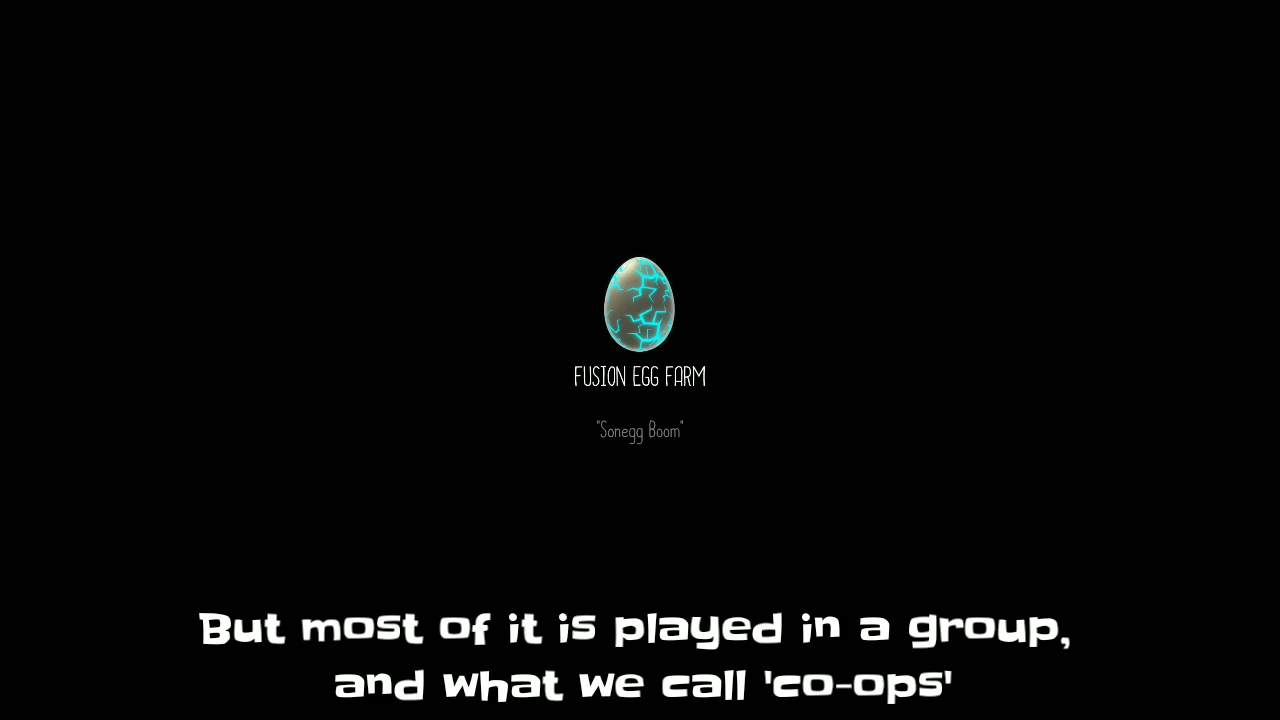 FUSION EGG FARM
"Sonegg Boom"
But most of it is played in a group,
and what we call 'co-ops'